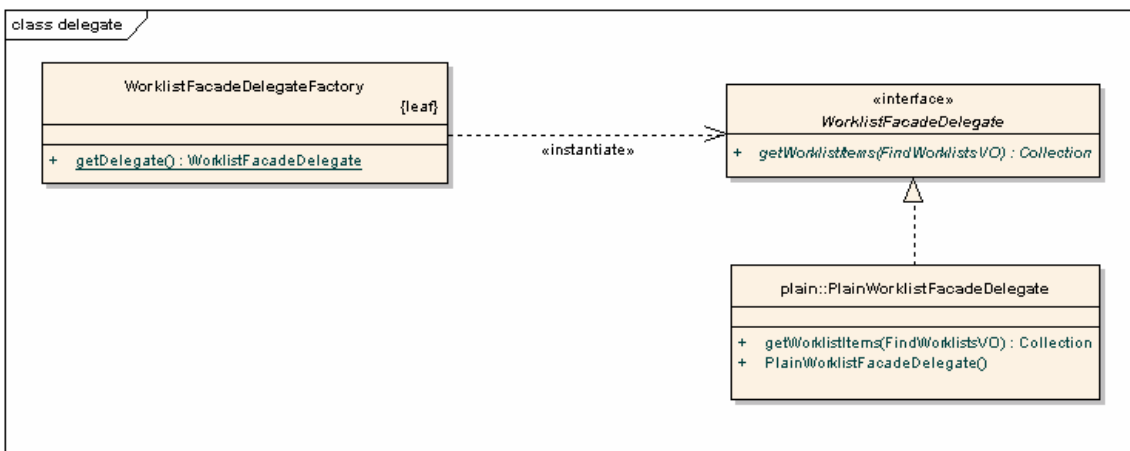 class delegate
WorklistFacadeDelegateFactory
{leaf}
+ getDelegate() : WorklistFacadeDelegate
«instantiate»
«interface»
WorklistFacadeDelegate
+ getWorklistItems(FindWorklistsVO) : Collection
plain::PlainWorklistFacadeDelegate
+ getWorklistItems(FindWorklistsVO) : Collection
+ PlainWorklistFacadeDelegate()